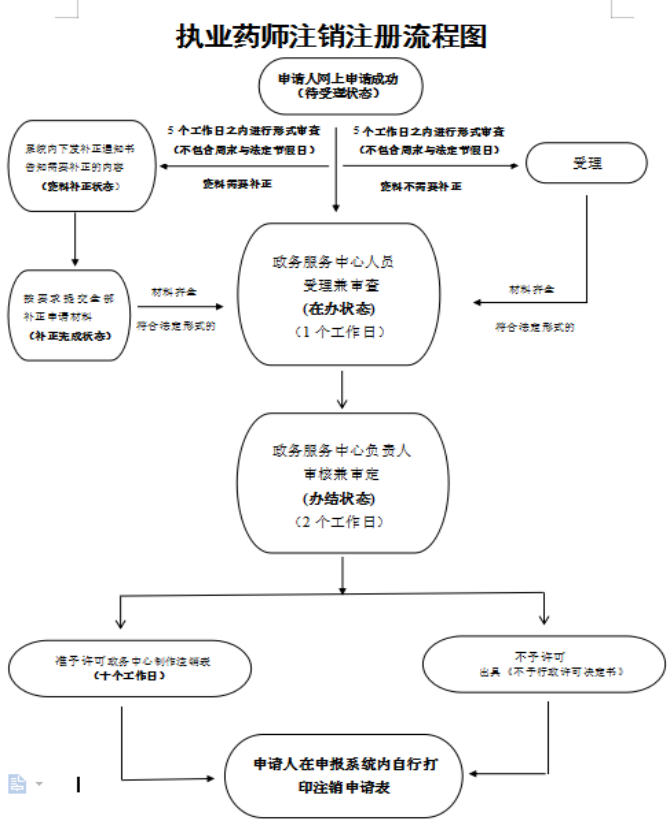 执业药师注销注册流程图
申请人网上申请成功
（待受理状态）
5 个工作日之内进行形式审查
（不包含周末与法定节假日）
资料需要补正
5 个工作日之内进行形式审查
（不包含周末与法定节假日）
资料不需要补正
系统内下发补正通知书
告知需要补正的内容
（资料补正状态）
受理
按要求提交全部
补正申请材料
（补正完成状态）
材料齐全
符合法定形式的
政务服务中心人员
受理兼审查
(在办状态)
（1 个工作日）
材料齐全
符合法定形式的
政务服务中心负责人
审核兼审定
(办结状态)
（2 个工作日）
准予许可政务中心制作注销表
（十个工作日）
不予许可
出具《不予行政许可决定书》
申请人在申报系统内自行打
印注销申请表